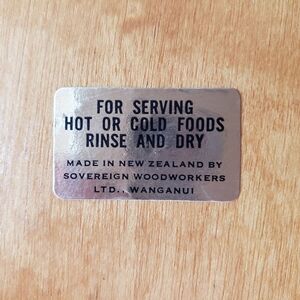 FOR SERVING
HOT OR COLD FOODS
RINSE AND DRY
MADE IN NEW ZEALAND BY
SOVEREIGN WOODWORKERS
LTD., WANGANUI